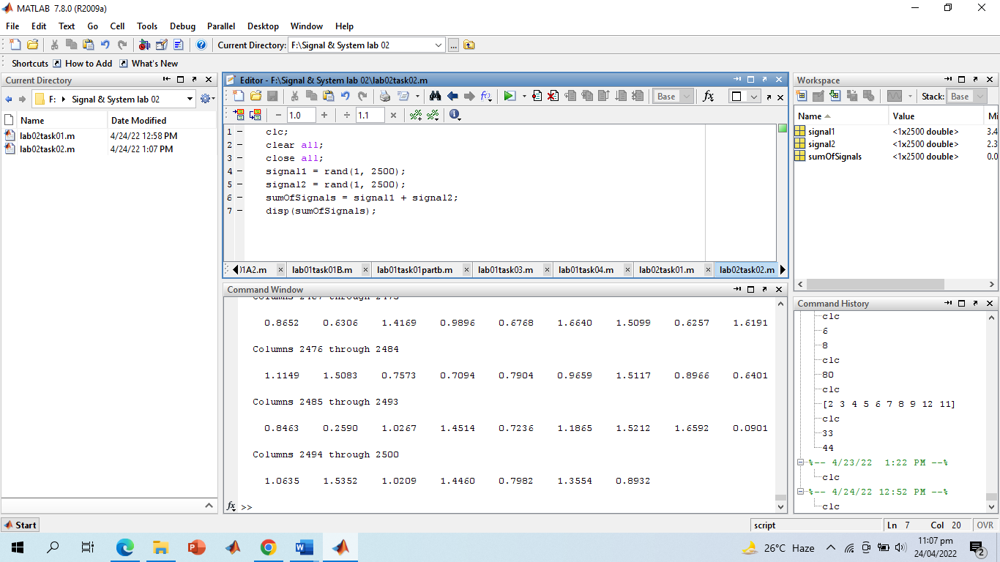 MATLAB 7.8.0 (R2009a)
File Edit Text Go Cell Tools Debug Parallel Desktop Window Help
Current Directory: F:\Signal & System lab 02 ...
Shortcuts How to Add What's New
Current Directory
F: Signal & System lab 02
Name Date Modified
lab02task01.m 4/24/22 12:58 PM
lab02task02.m 4/24/22 1:07 PM
Editor - F:\Signal & System lab 02\lab02task02.m
Base
− 1.0 + ÷ 1.1 ×
1 clc;
2 clear all;
3 close all;
4 signal1 = rand(1, 2500);
5 signal2 = rand(1, 2500);
6 sumOfSignals = signal1 + signal2;
7 disp(sumOfSignals);
01A2.m lab01task01B.m lab01task01partb.m lab01task03.m lab01task04.m lab02task01.m lab02task02.m
Command Window
Columns 2467 through 2475
0.8652 0.6306 1.4169 0.9896 0.6768 1.6640 1.5099 0.6257 1.6191
Columns 2476 through 2484
1.1149 1.5083 0.7573 0.7094 0.7904 0.9659 1.5117 0.8966 0.6401
Columns 2485 through 2493
0.8463 0.2590 1.0267 1.4514 0.7236 1.1865 1.5212 1.6592 0.0901
Columns 2494 through 2500
1.0635 1.5352 1.0209 1.4460 0.7982 1.3554 0.8932
fx >>
Workspace
Stack: Base
Name Value Mi
signal1 <1x2500 double> 3.4
signal2 <1x2500 double> 2.3
sumOfSignals <1x2500 double> 0.0
Command History
clc
6
8
clc
80
clc
[2 3 4 5 6 7 8 9 12 11]
clc
33
44
%-- 4/23/22 1:22 PM --%
clc
%-- 4/24/22 12:52 PM --%
clc
Start
script Ln 7 Col 20 OVR
26°C Haze
11:07 pm
24/04/2022
2